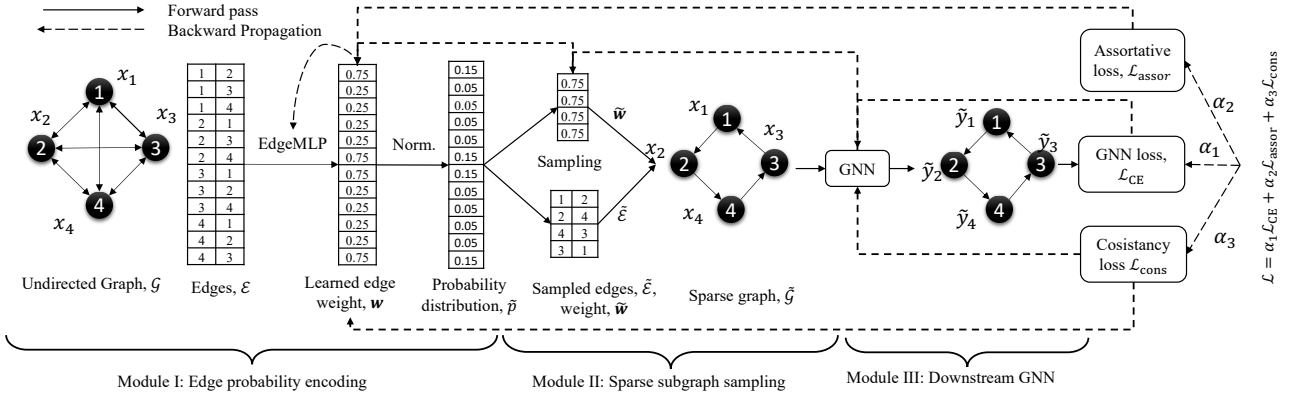 Forward pass
Backward Propagation
x₁
x₂
x₃
x₄
1
2
3
4
Undirected Graph, 𝒢
1 2
1 3
1 4
2 1
2 3
2 4
3 1
3 2
3 4
4 1
4 2
4 3
Edges, ℰ
EdgeMLP
0.75
0.25
0.25
0.25
0.25
0.75
0.75
0.25
0.25
0.25
0.25
0.75
Learned edge
weight, w
Norm.
0.15
0.05
0.05
0.05
0.05
0.15
0.15
0.05
0.05
0.05
0.05
0.15
Probability
distribution, p̃
0.75
0.75
0.75
0.75
w̃
Sampling
1 2
2 4
4 3
3 1
ℰ̃
Sampled edges, ℰ̃,
weight, w̃
x₁
x₂
x₃
x₄
1
2
3
4
Sparse graph, 𝒢̃
GNN
ỹ₁
ỹ₂
ỹ₃
ỹ₄
1
2
3
4
Assortative
loss, ℒassor
GNN loss,
ℒCE
Cosistancy
loss ℒcons
α₂
α₁
α₃
ℒ = α₁ℒCE + α₂ℒassor + α₃ℒcons
Module I: Edge probability encoding
Module II: Sparse subgraph sampling
Module III: Downstream GNN